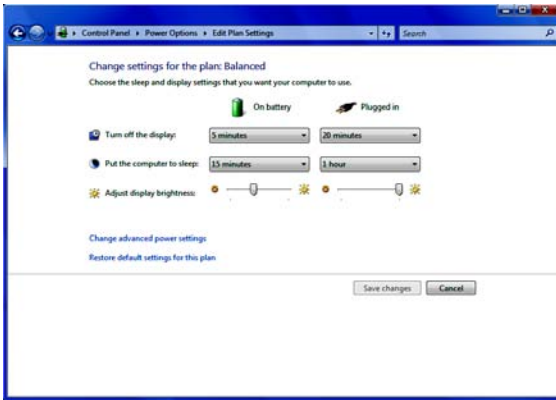 Control Panel Power Options Edit Plan Settings Search
Change settings for the plan: Balanced
Choose the sleep and display settings that you want your computer to use.
On battery Plugged in
Turn off the display: 5 minutes 20 minutes
Put the computer to sleep: 15 minutes 1 hour
Adjust display brightness:
Change advanced power settings
Restore default settings for this plan
Save changes Cancel